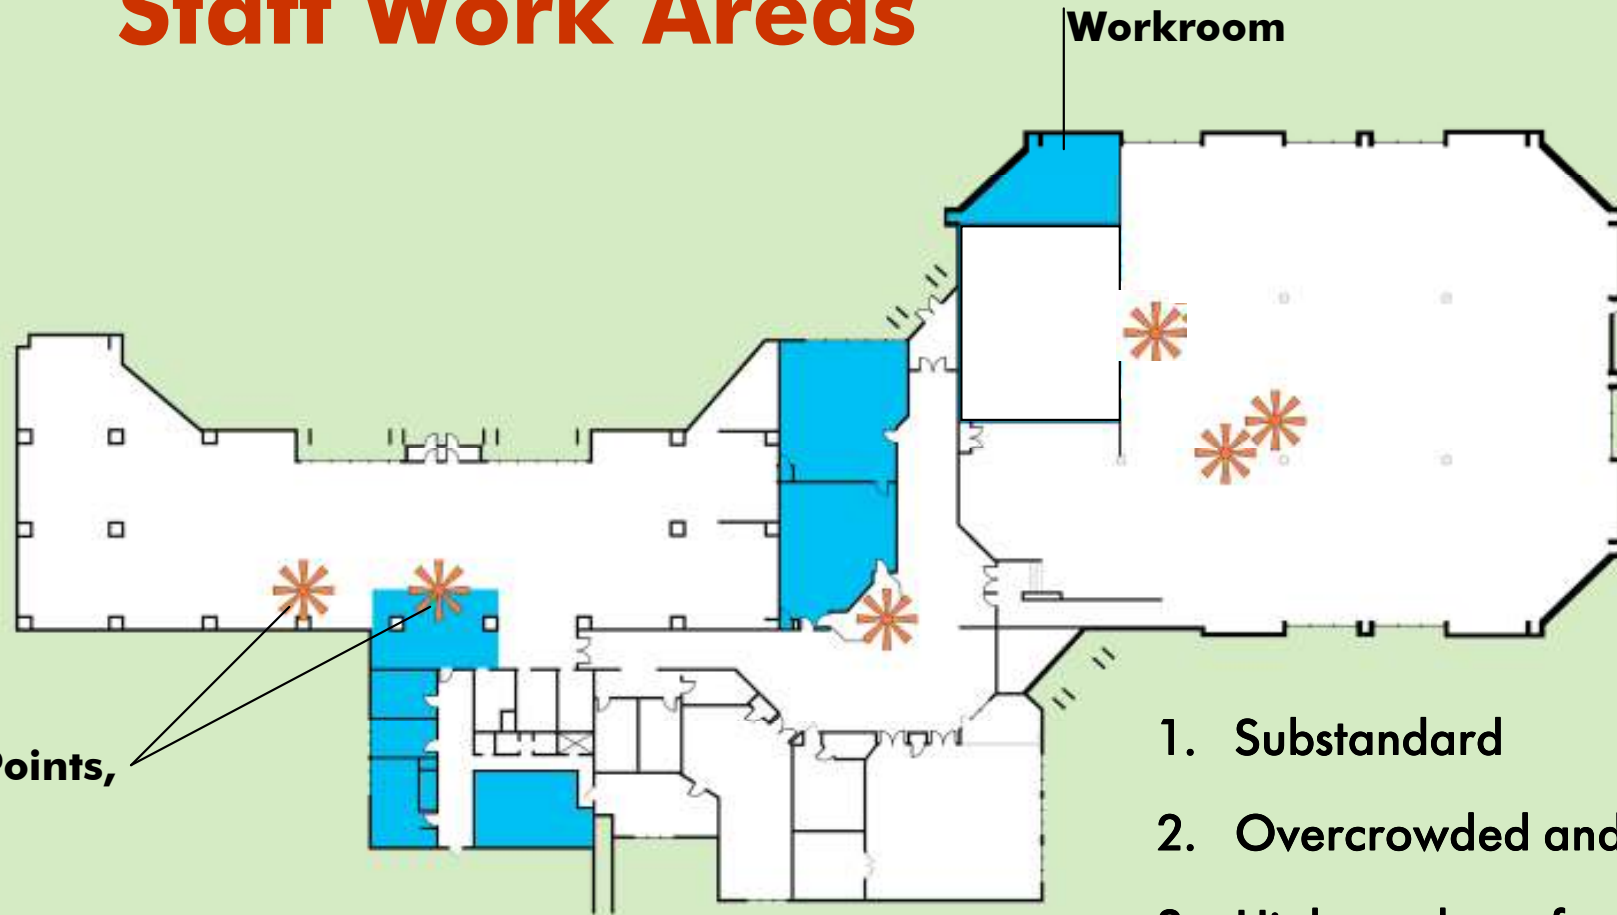 Staff Work Areas
Workroom
Points,
1. Substandard
2. Overcrowded and